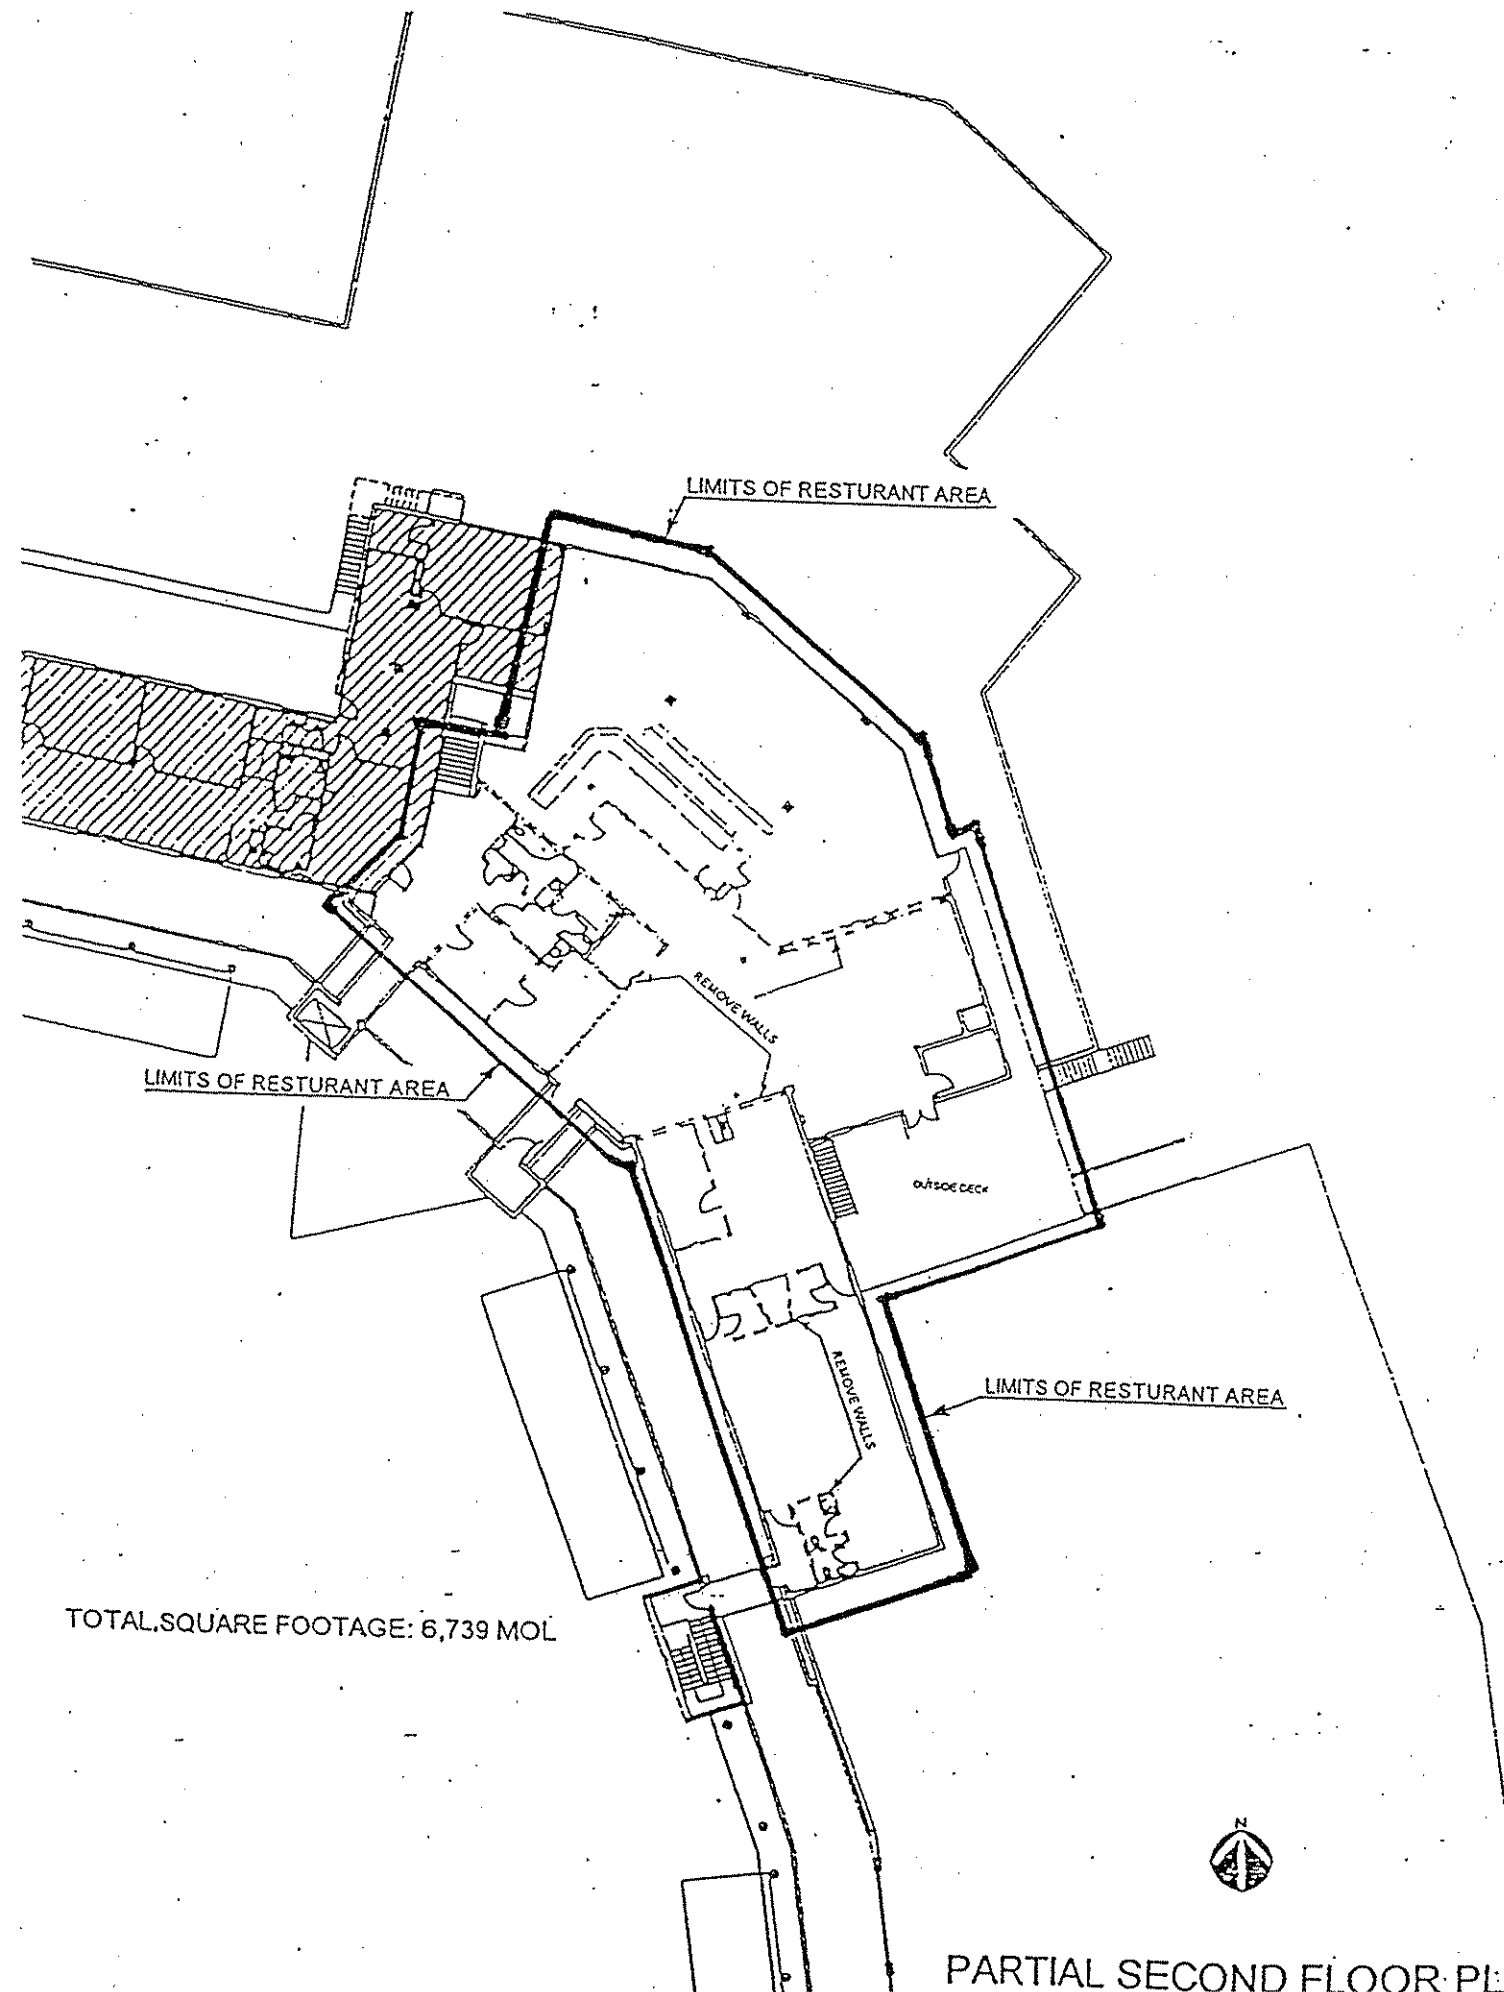 LIMITS OF RESTURANT AREA
REMOVE WALLS
LIMITS OF RESTURANT AREA
OUTSIDE DECK
REMOVE WALLS
LIMITS OF RESTURANT AREA
TOTAL.SQUARE FOOTAGE: 6,739 MOL
N
PARTIAL SECOND FLOOR PL